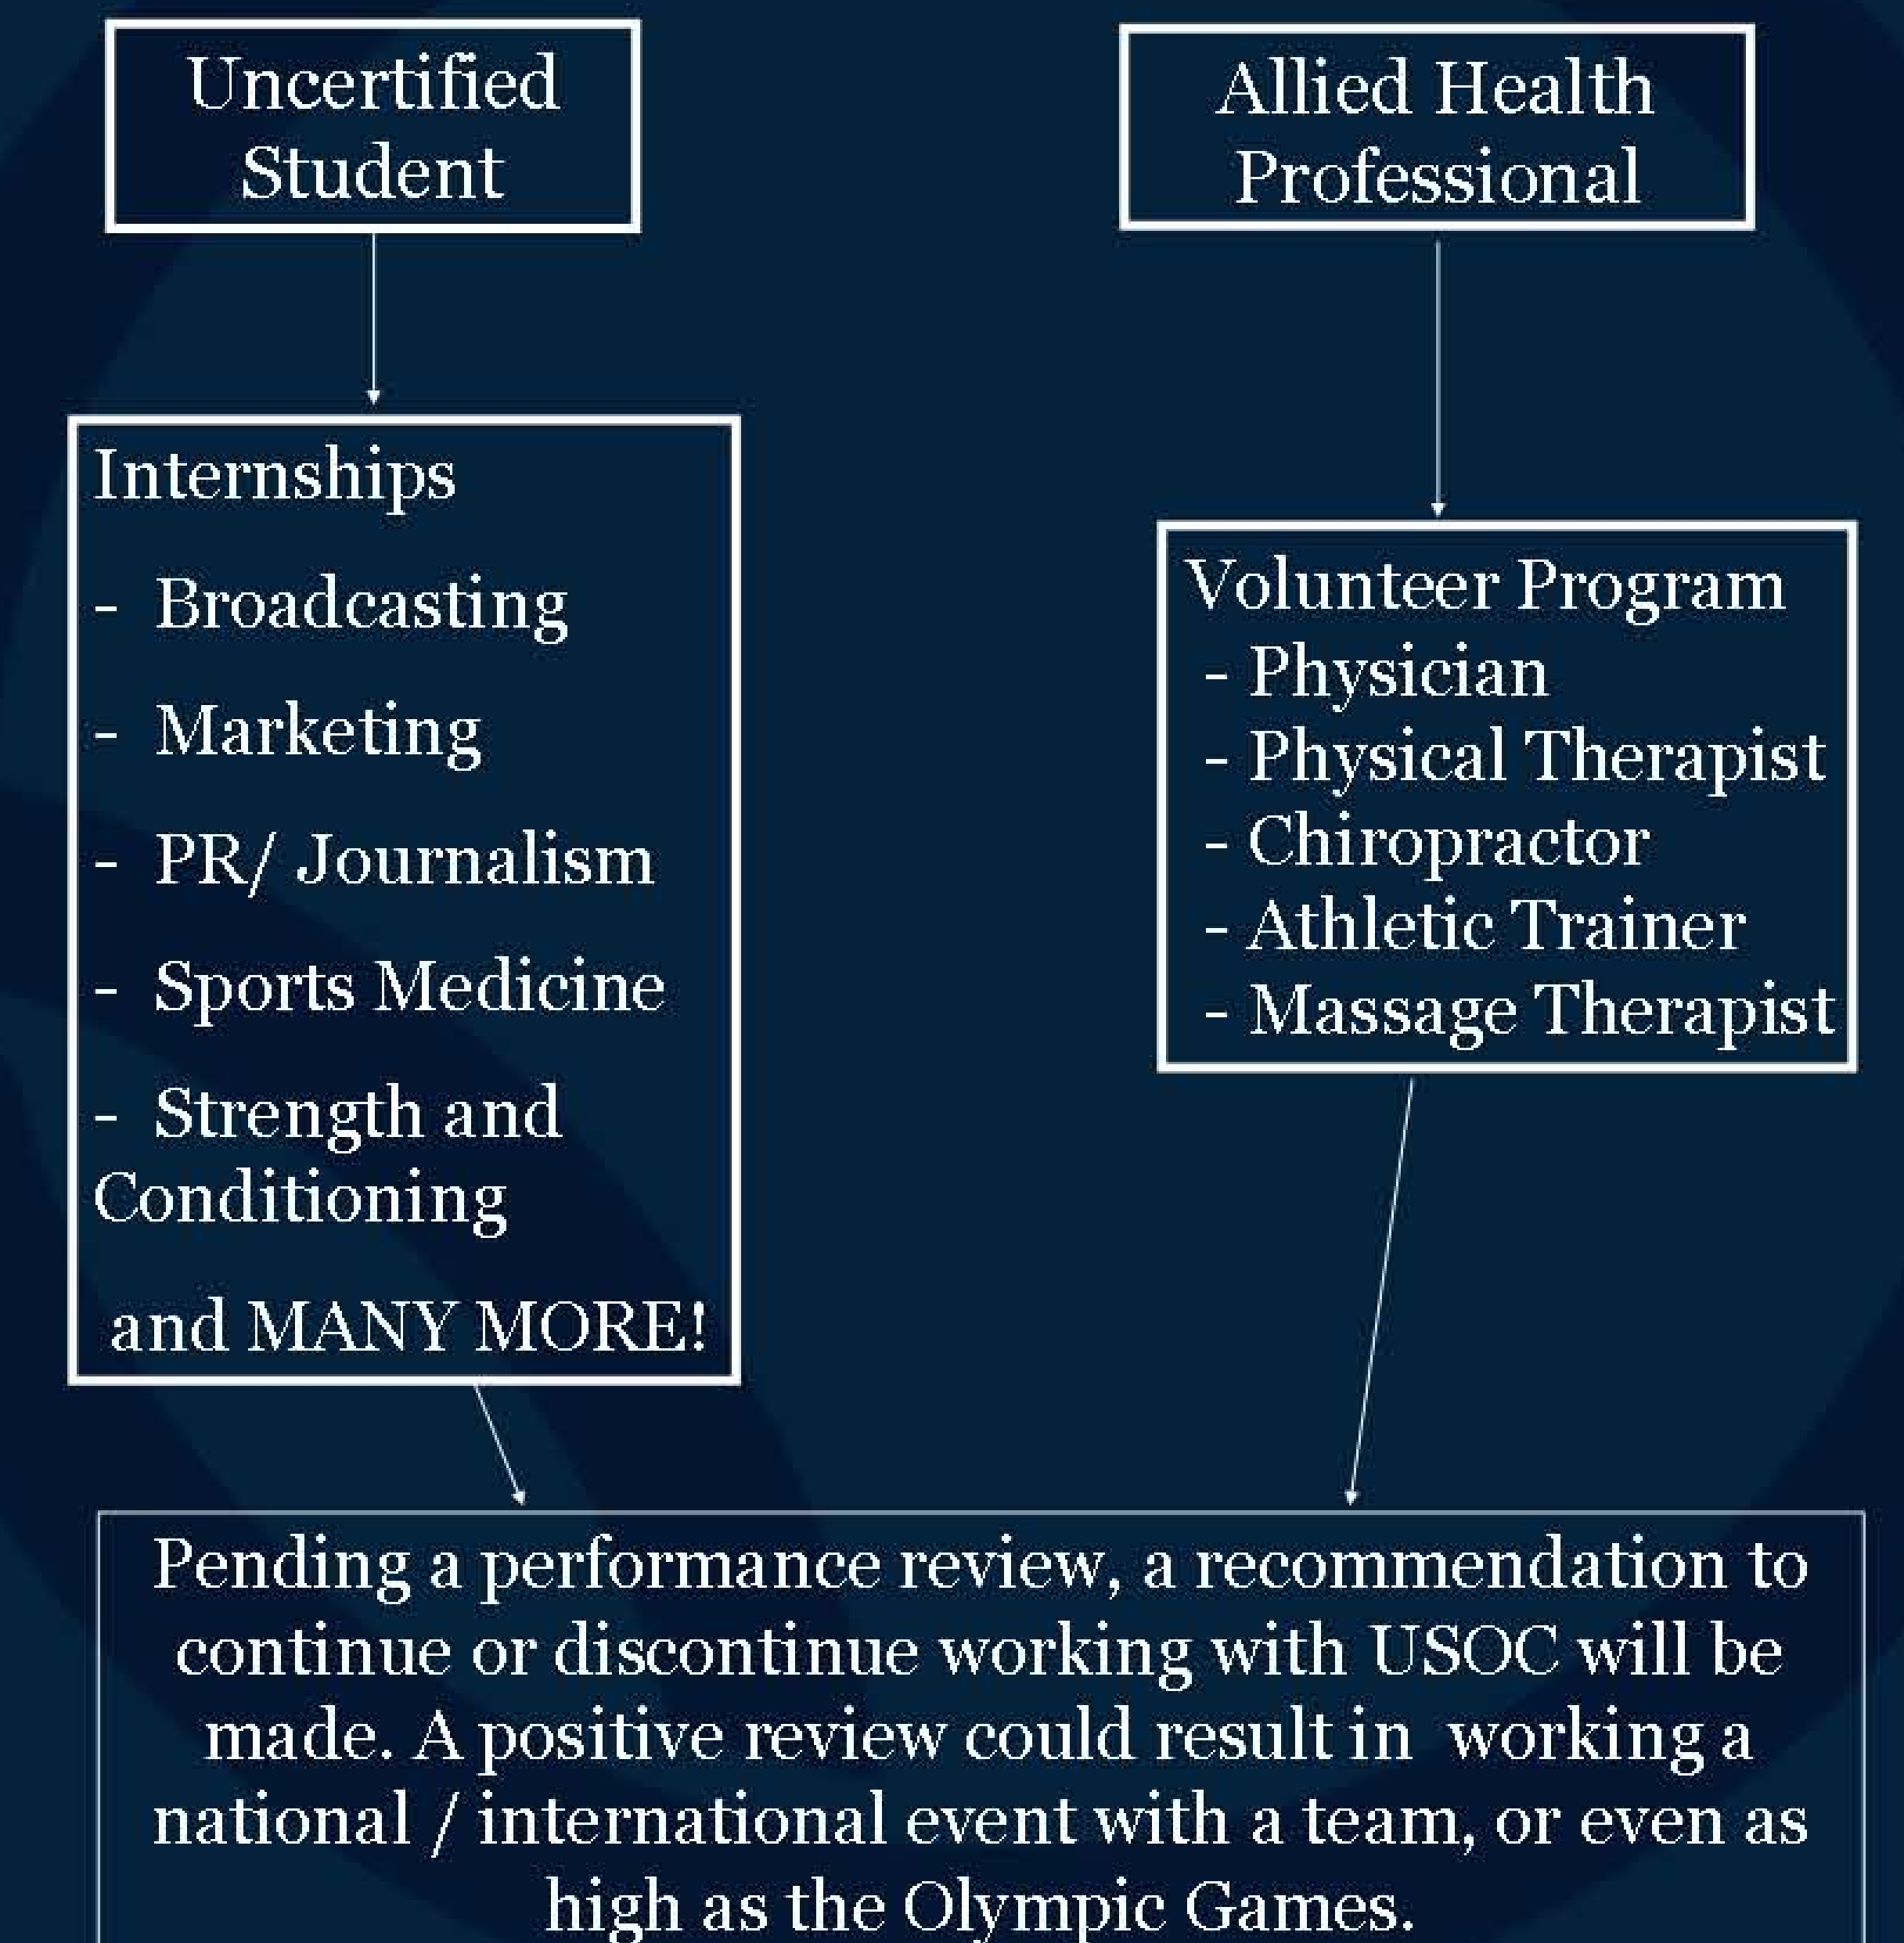 Uncertified
Student
Allied Health
Professional
Internships
- Broadcasting
- Marketing
- PR/ Journalism
- Sports Medicine
- Strength and
Conditioning
and MANY MORE!
Volunteer Program
- Physician
- Physical Therapist
- Chiropractor
- Athletic Trainer
- Massage Therapist
Pending a performance review, a recommendation to
continue or discontinue working with USOC will be
made. A positive review could result in working a
national / international event with a team, or even as
high as the Olympic Games.